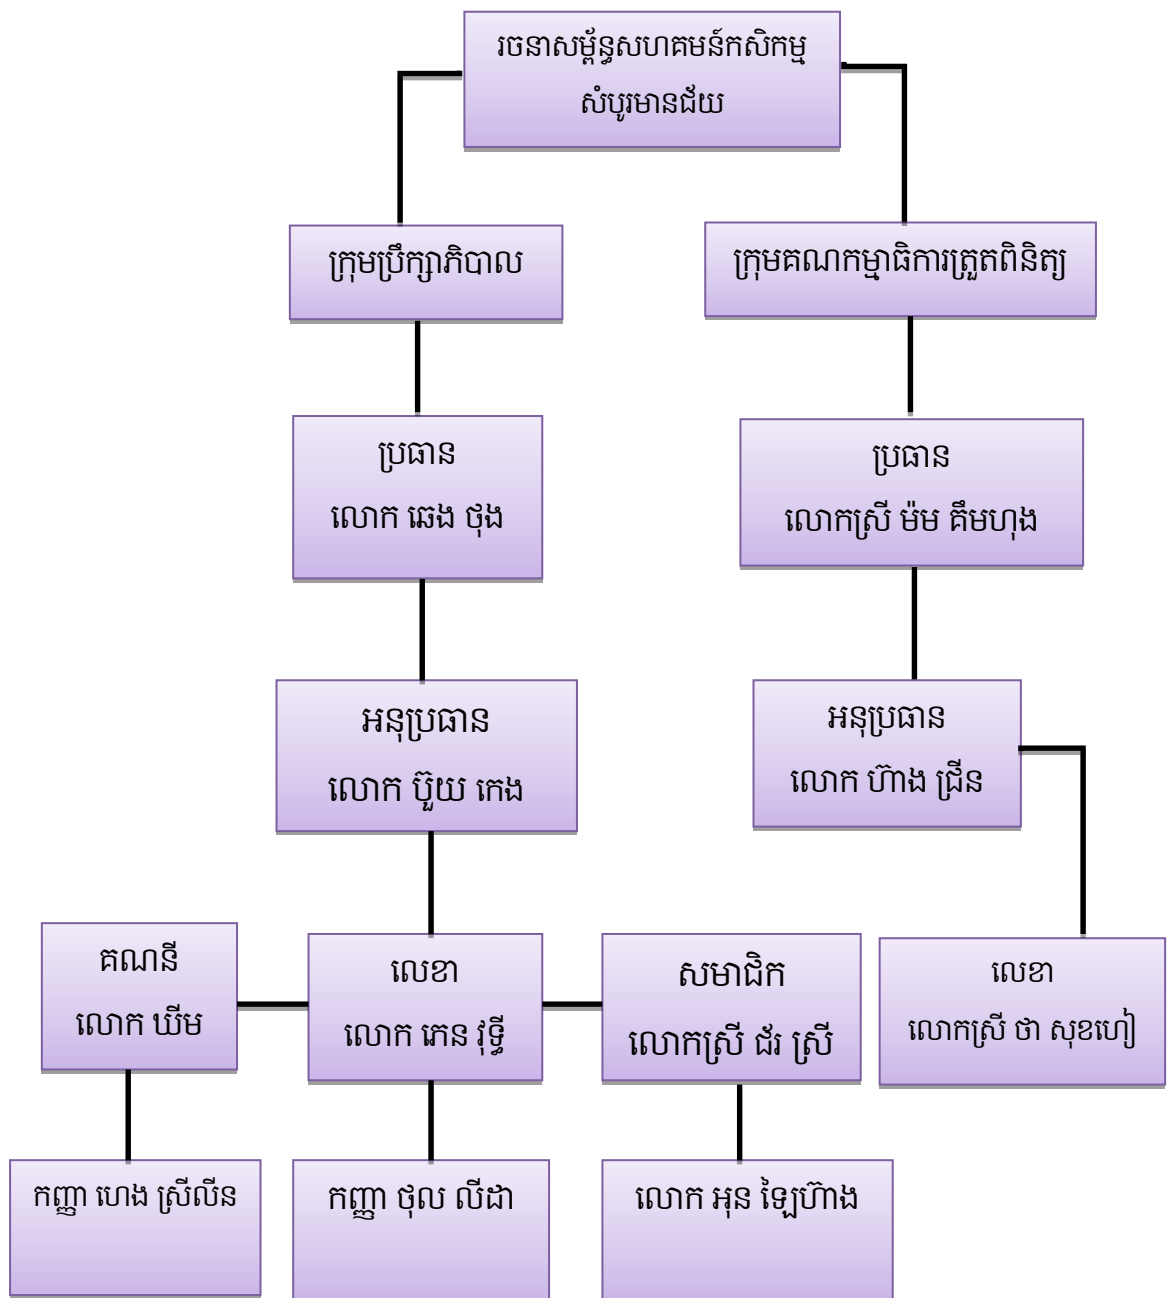 រចនាសម្ព័ន្ធសហគមន៍កសិកម្ម
សំបូរមានជ័យ
ក្រុមប្រឹក្សាភិបាល
ក្រុមគណកម្មាធិការត្រួតពិនិត្យ
ប្រធាន
លោក ឆេង ថុង
ប្រធាន
លោកស្រី ម៉ម គឹមហុង
អនុប្រធាន
លោក ប៊ួយ កេង
អនុប្រធាន
លោក ហ៊ាង ជ្រីន
គណនី
លោក ឃីម
លេខា
លោក កេន វុទ្ធី
សមាជិក
លោកស្រី ជ័រ ស្រី
លេខា
លោកស្រី ថា សុខហៀ
កញ្ញា ហេង ស្រីលីន
កញ្ញា ថុល លីដា
លោក អុន ឡៃហ៊ាង